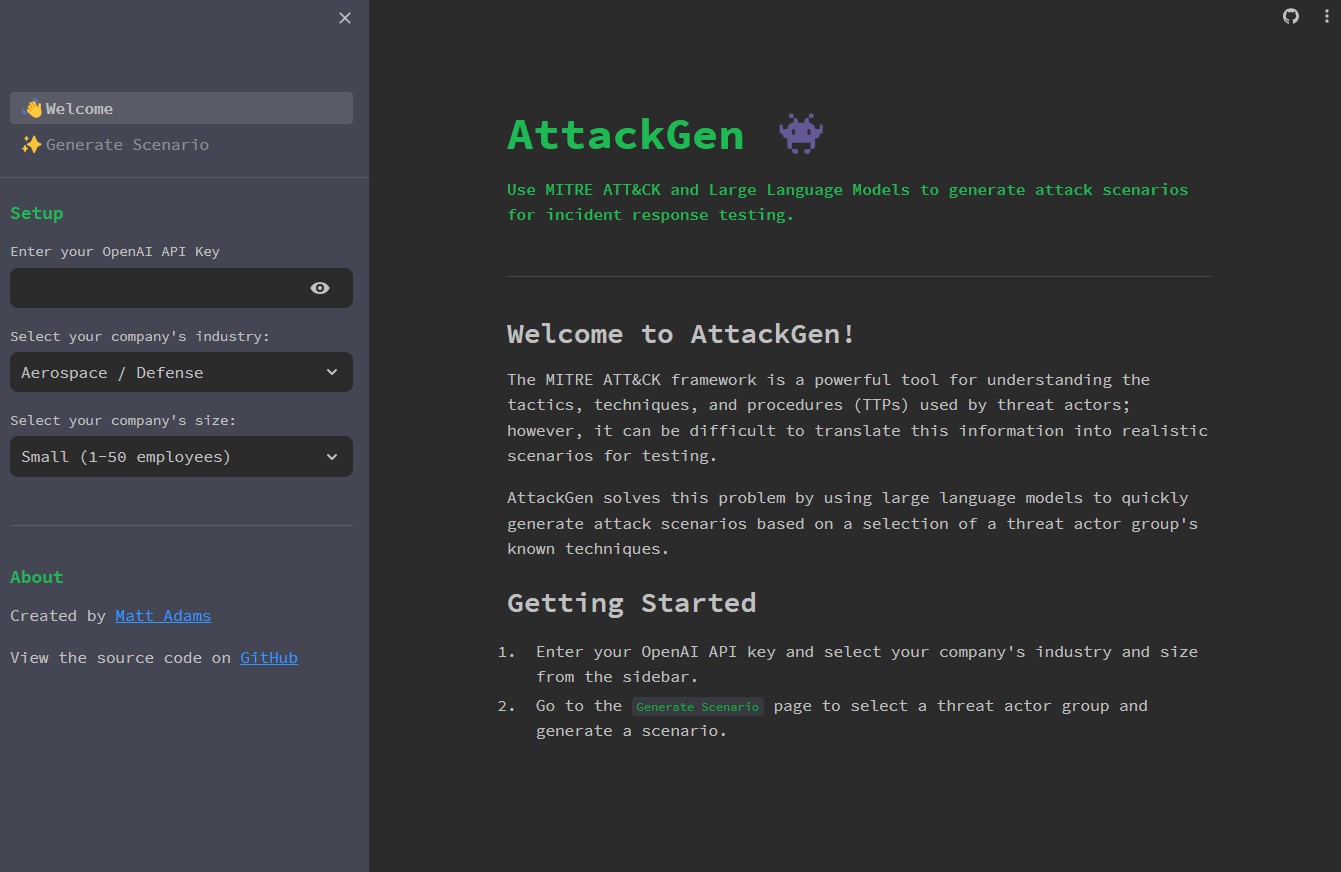 Welcome
Generate Scenario
Setup
Enter your OpenAI API Key
Select your company's industry:
Aerospace / Defense
Select your company's size:
Small (1-50 employees)
About
Created by Matt Adams
View the source code on GitHub
AttackGen
Use MITRE ATT&CK and Large Language Models to generate attack scenarios
for incident response testing.
Welcome to AttackGen!
The MITRE ATT&CK framework is a powerful tool for understanding the
tactics, techniques, and procedures (TTPs) used by threat actors;
however, it can be difficult to translate this information into realistic
scenarios for testing.
AttackGen solves this problem by using large language models to quickly
generate attack scenarios based on a selection of a threat actor group's
known techniques.
Getting Started
1. Enter your OpenAI API key and select your company's industry and size
from the sidebar.
2. Go to the Generate Scenario page to select a threat actor group and
generate a scenario.